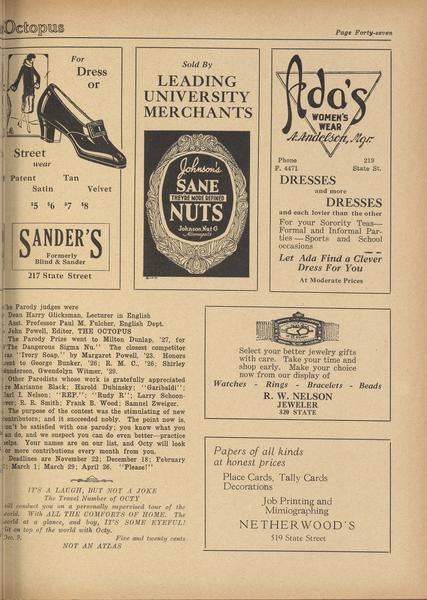 Octopus
Page Forty-seven
For
Dress
or
Street
wear
Patent Tan
Satin Velvet
$5 $6 $7 $8
SANDER'S
Formerly
Blind & Sander
217 State Street
Sold By
LEADING
UNIVERSITY
MERCHANTS
Johnson's
SANE
THEY'RE MORE REFINED
NUTS
Johnson Nut Co
Minneapolis
Ada's
WOMEN'S
WEAR
A. Andelson, Mgr.
Phone 219
F. 4471 State St.
DRESSES
and more
DRESSES
and each lovier than the other
For your Sorority Teas—
Formal and Informal Par-
ties—Sports and School
occasions
Let Ada Find a Clever
Dress For You
At Moderate Prices
the Parody judges were
Dean Harry Glicksman, Lecturer in English
Asst. Professor Paul M. Fulcher, English Dept.
John Powell, Editor, THE OCTOPUS
The Parody Prize went to Milton Dunlap, '27, for
"The Dangerous Sigma Nu." The closest competitor
was "Ivory Soap," by Margaret Powell, '23. Honors
went to George Bunker, '26; R. M. C., '26; Shirley
Gwendolyn Witmer, '29.
Other Parodists whose work is gratefully appreciated
are Marianne Black; Harold Dubinsky; "Garibaldi";
Carl I. Nelson; "REP."; "Rudy R"; Larry Schoon-
over; R. R. Smith; Frank B. Wood; Samuel Zweiger.
The purpose of the contest was the stimulating of new
contributors; and it succeeded nobly. The point now is,
don't be satisfied with one parody; you know what you
can do, and we suspect you can do even better—practice
helps. Your names are on our list, and Octy will look
for more contributions every month from you.
Deadlines are November 22; December 18; February
; March 1; March 29; April 26. "Please!"
IT'S A LAUGH, BUT NOT A JOKE
The Travel Number of OCTY
will conduct you on a personally supervised tour of the
world. With ALL THE COMFORTS OF HOME. The
world at a glance, and boy, IT'S SOME EYEFUL!
Sit on top of the world with Octy.
Dec. 9. Five and twenty cents
NOT AN ATLAS
Select your better jewelry gifts
with care. Take your time and
shop early. Make your choice
now from our display of
Watches - Rings - Bracelets - Beads
R. W. NELSON
JEWELER
320 STATE
Papers of all kinds
at honest prices
Place Cards, Tally Cards
Decorations
Job Printing and
Mimiographing
NETHERWOOD'S
519 State Street